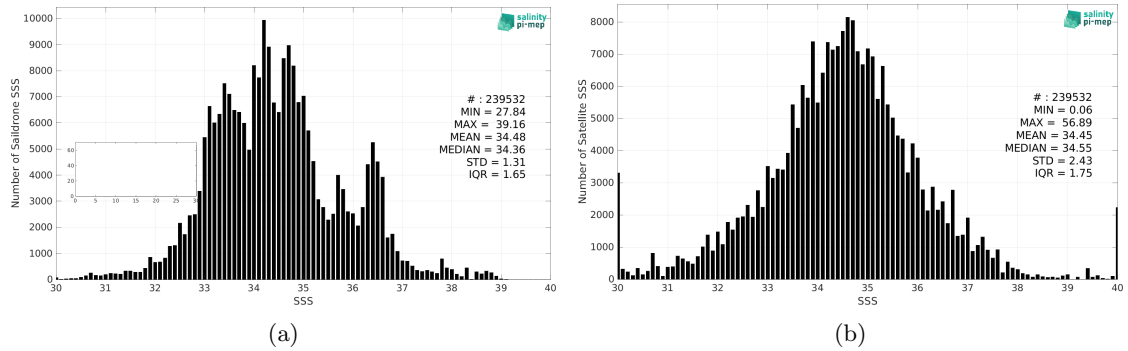 10000
9000
8000
7000
6000
5000
4000
3000
2000
1000
0
Number of Saildrone SSS
salinity
pi-mep
# : 239532
MIN = 27.84
MAX = 39.16
MEAN = 34.48
MEDIAN = 34.36
STD = 1.31
IQR = 1.65
60
40
20
0
0 5 10 15 20 25 30
30 31 32 33 34 35 36 37 38 39 40
SSS
(a)
8000
7000
6000
5000
4000
3000
2000
1000
0
Number of Satellite SSS
salinity
pi-mep
# : 239532
MIN = 0.06
MAX = 56.89
MEAN = 34.45
MEDIAN = 34.55
STD = 2.43
IQR = 1.75
30 31 32 33 34 35 36 37 38 39 40
SSS
(b)